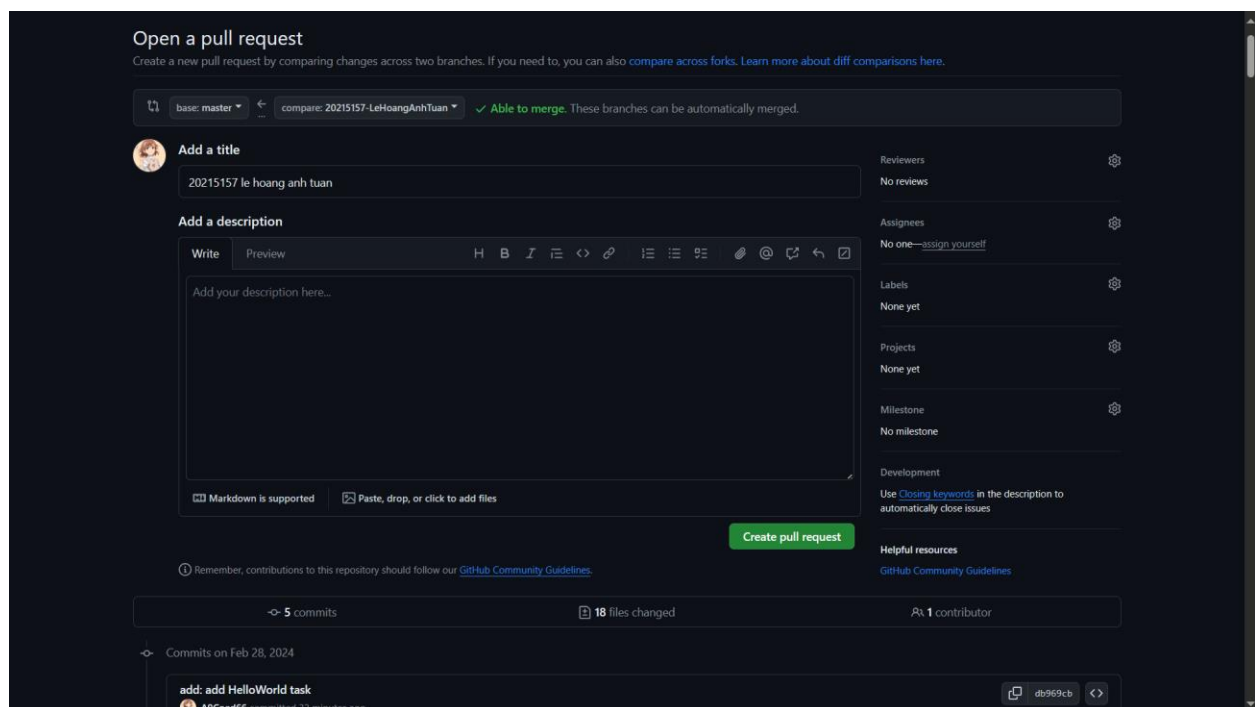 Open a pull request
Create a new pull request by comparing changes across two branches. If you need to, you can also compare across forks. Learn more about diff comparisons here.
base: master
compare: 20215157-LeHoangAnhTuan
Able to merge. These branches can be automatically merged.
Add a title
20215157 le hoang anh tuan
Add a description
Write
Preview
Add your description here...
Markdown is supported
Paste, drop, or click to add files
Create pull request
Remember, contributions to this repository should follow our GitHub Community Guidelines.
Reviewers
No reviews
Assignees
No one—assign yourself
Labels
None yet
Projects
None yet
Milestone
No milestone
Development
Use Closing keywords in the description to
automatically close issues
Helpful resources
GitHub Community Guidelines
5 commits
18 files changed
1 contributor
Commits on Feb 28, 2024
add: add HelloWorld task
db969cb